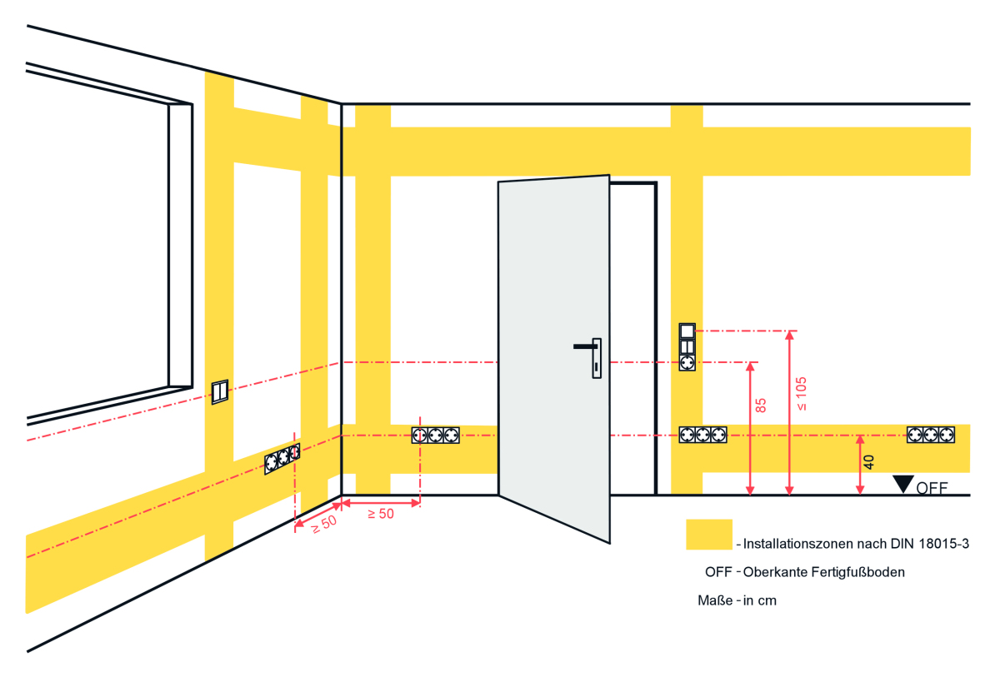 ≤ 105
85
40
OFF
≥ 50
≥ 50
- Installationszonen nach DIN 18015-3
OFF - Oberkante Fertigfußboden
Maße - in cm